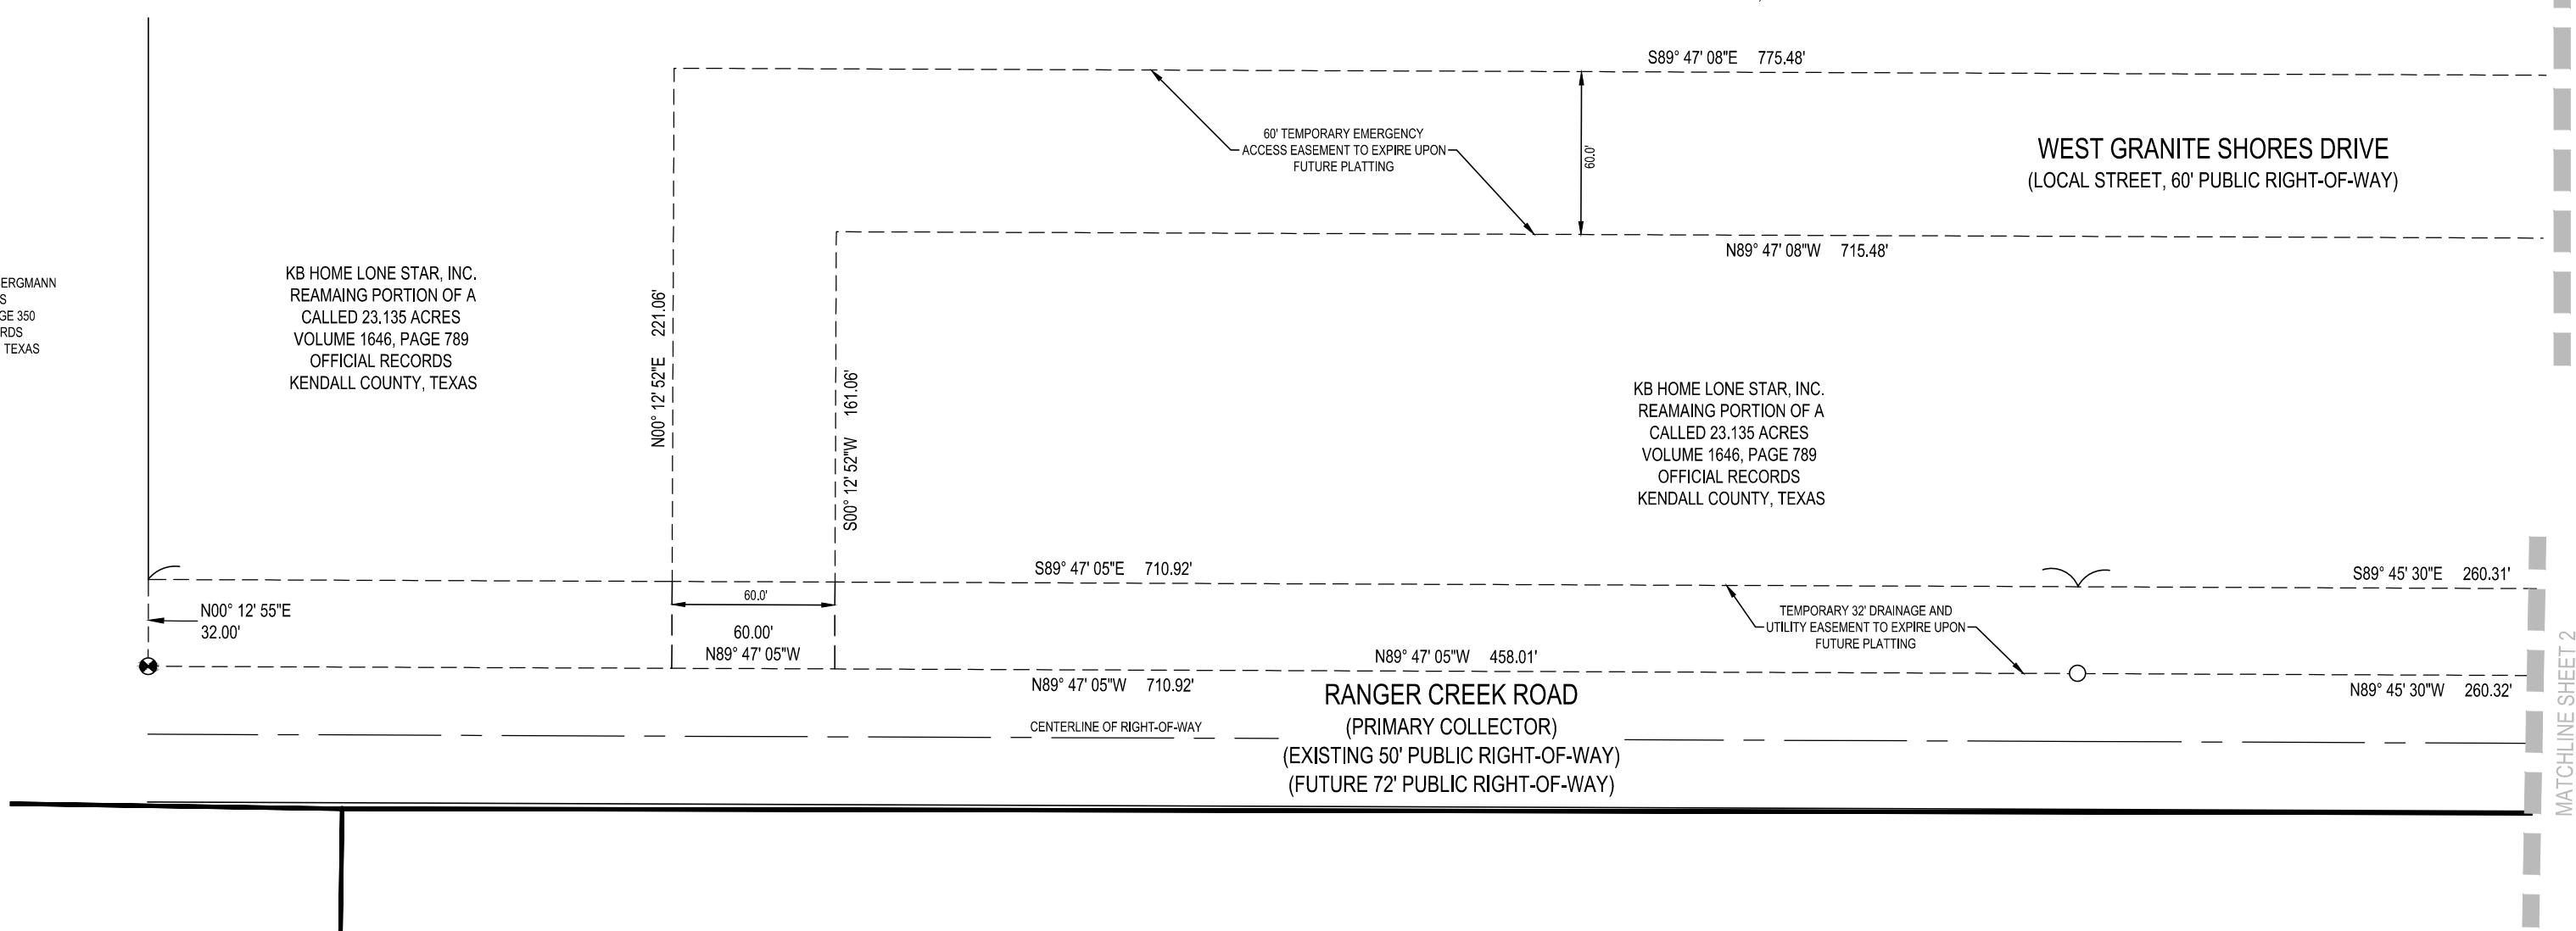 S89° 47' 08"E 775.48'
60' TEMPORARY EMERGENCY
ACCESS EASEMENT TO EXPIRE UPON
FUTURE PLATTING
60.0'
WEST GRANITE SHORES DRIVE
(LOCAL STREET, 60' PUBLIC RIGHT-OF-WAY)
N89° 47' 08"W 715.48'
ERGMANN
S
GE 350
RDS
TEXAS
KB HOME LONE STAR, INC.
REAMAING PORTION OF A
CALLED 23.135 ACRES
VOLUME 1646, PAGE 789
OFFICIAL RECORDS
KENDALL COUNTY, TEXAS
N00° 12' 52"E 221.06'
S00° 12' 52"W 161.06'
KB HOME LONE STAR, INC.
REAMAING PORTION OF A
CALLED 23.135 ACRES
VOLUME 1646, PAGE 789
OFFICIAL RECORDS
KENDALL COUNTY, TEXAS
S89° 47' 05"E 710.92'
S89° 45' 30"E 260.31'
N00° 12' 55"E
32.00'
60.0'
60.00'
N89° 47' 05"W
TEMPORARY 32' DRAINAGE AND
UTILITY EASEMENT TO EXPIRE UPON
FUTURE PLATTING
N89° 47' 05"W 458.01'
N89° 47' 05"W 710.92'
N89° 45' 30"W 260.32'
RANGER CREEK ROAD
(PRIMARY COLLECTOR)
(EXISTING 50' PUBLIC RIGHT-OF-WAY)
(FUTURE 72' PUBLIC RIGHT-OF-WAY)
CENTERLINE OF RIGHT-OF-WAY
MATCHLINE SHEET 2